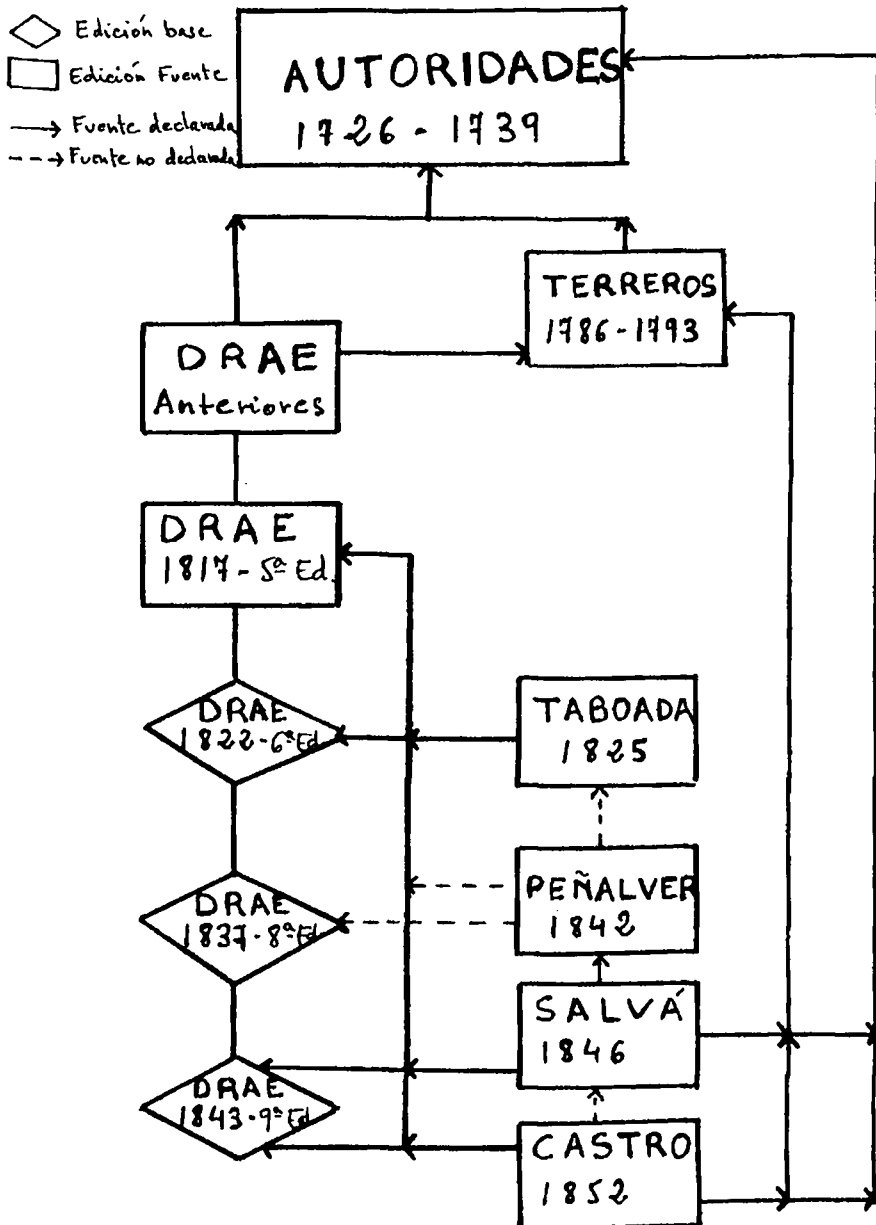 Edición base
Edición Fuente
Fuente declarada
Fuente no declarada
AUTORIDADES
1726 - 1739
TERREROS
1786-1793
DRAE
Anteriores
DRAE
1817 - 5ª Ed.
DRAE
1822 - 6ª Ed
TABOADA
1825
DRAE
1837 - 8ª Ed.
PEÑALVER
1842
SALVÁ
1846
DRAE
1843 - 9ª Ed
CASTRO
1852